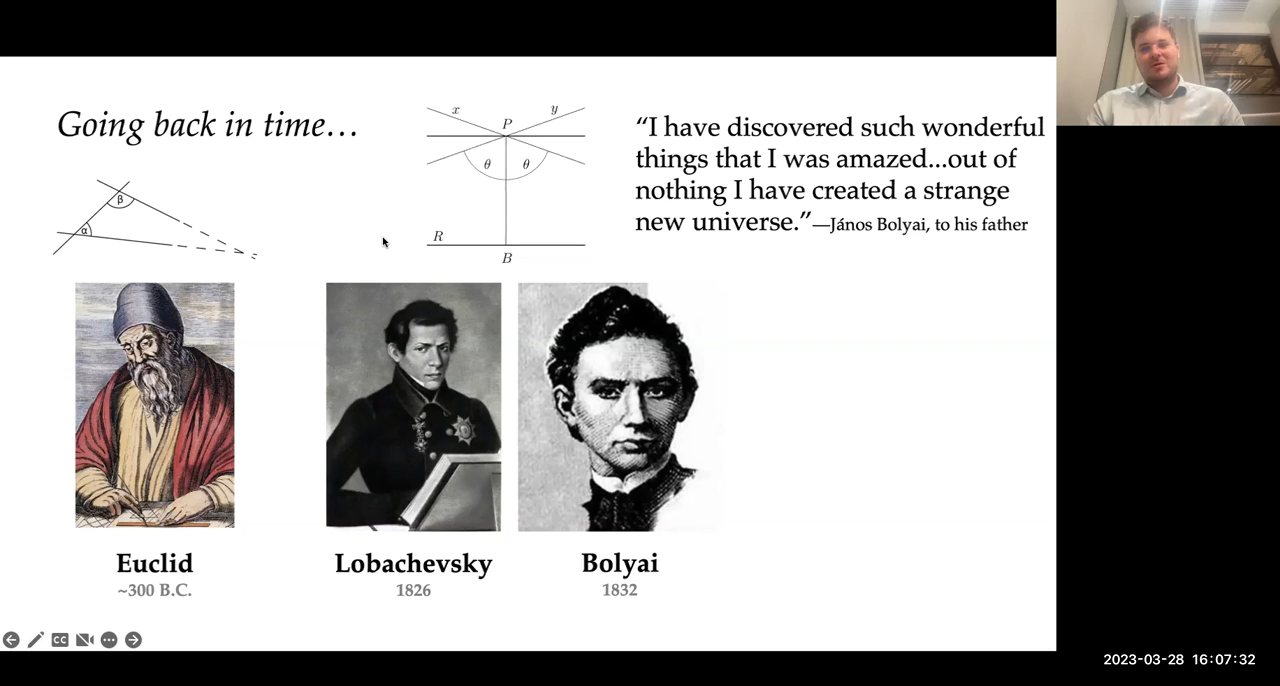 Going back in time…
β
α
x
y
P
θ
θ
R
B
“I have discovered such wonderful
things that I was amazed...out of
nothing I have created a strange
new universe.”—János Bolyai, to his father
Euclid
~300 B.C.
Lobachevsky
1826
Bolyai
1832
CC
2023-03-28 16:07:32